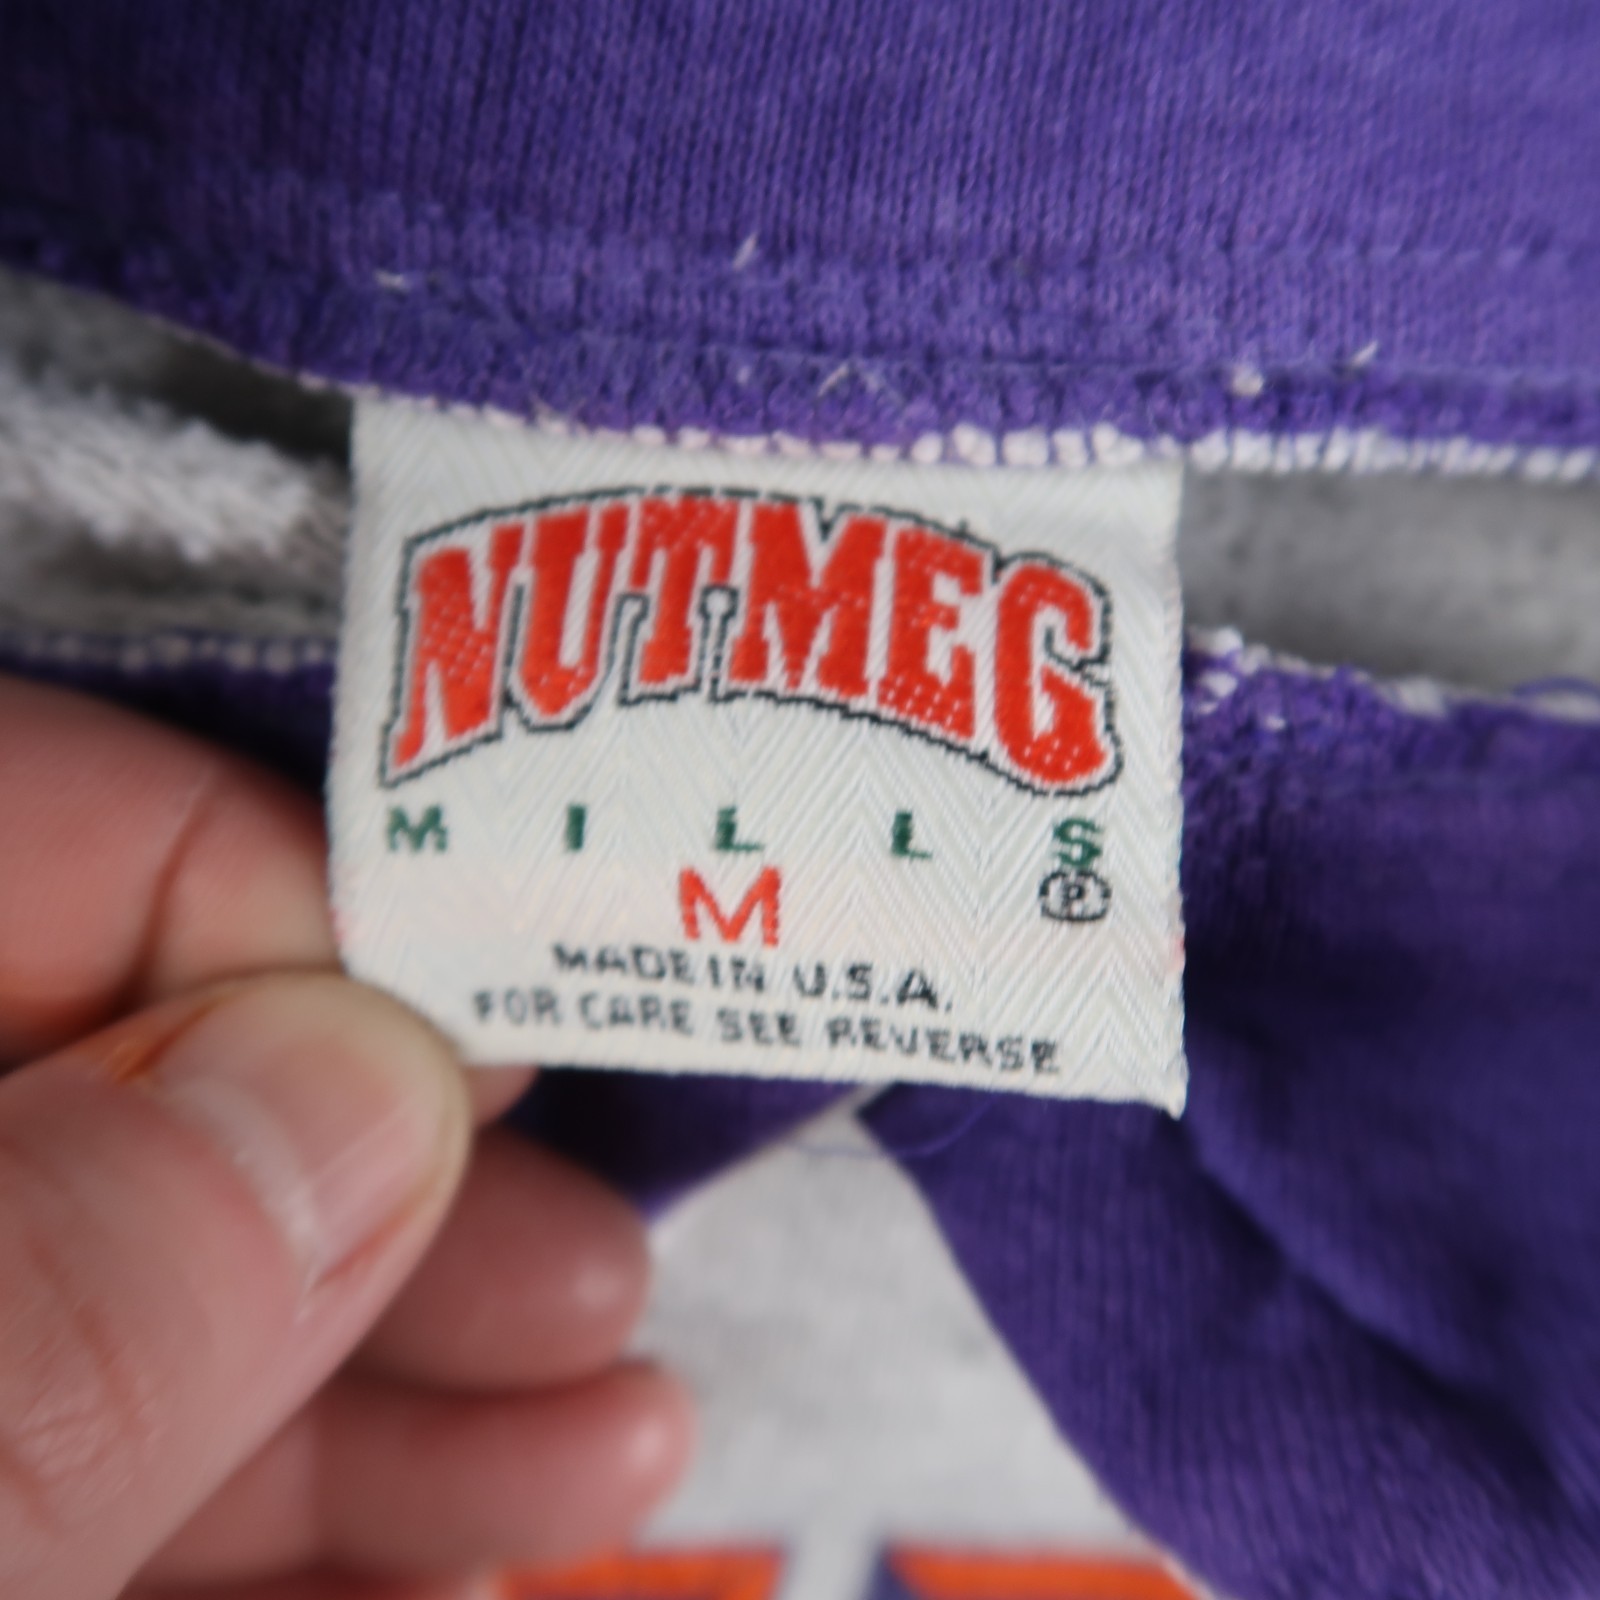 NUTMEG
MILLS
M
MADE IN U.S.A.
FOR CARE SEE REVERSE